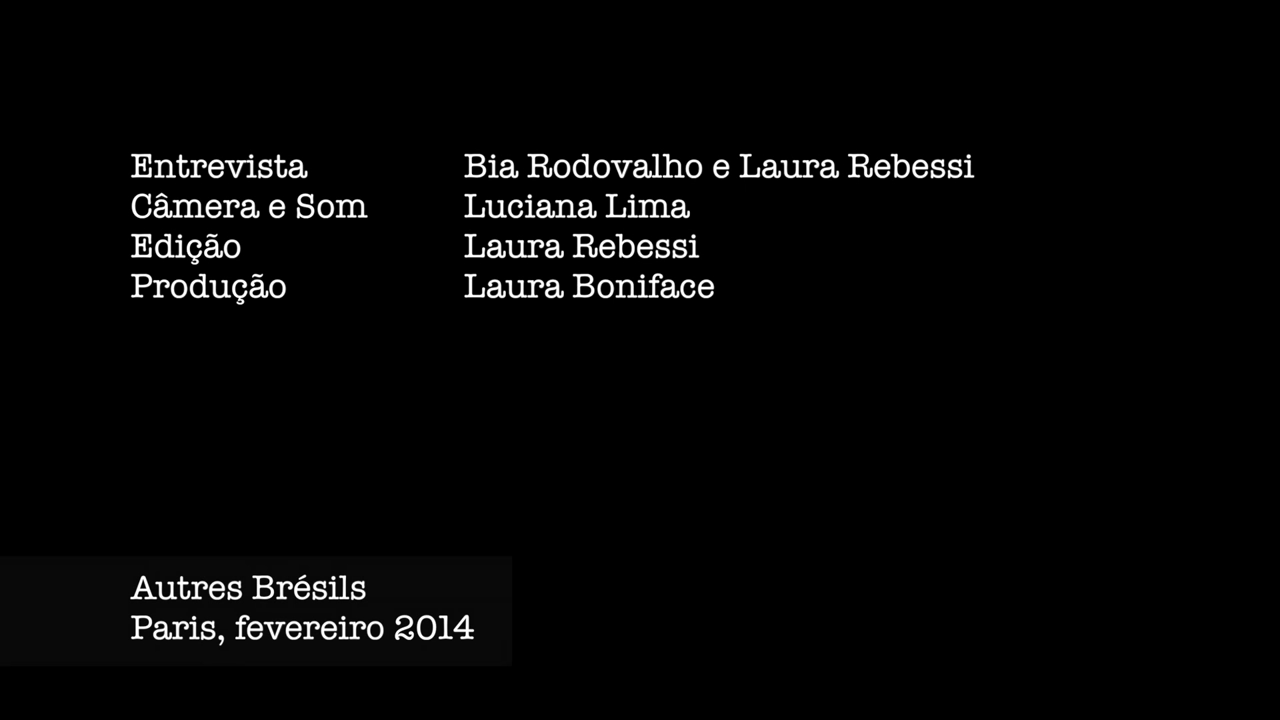 Entrevista Bia Rodovalho e Laura Rebessi
Câmera e Som Luciana Lima
Edição Laura Rebessi
Produção Laura Boniface
Autres Brésils
Paris, fevereiro 2014